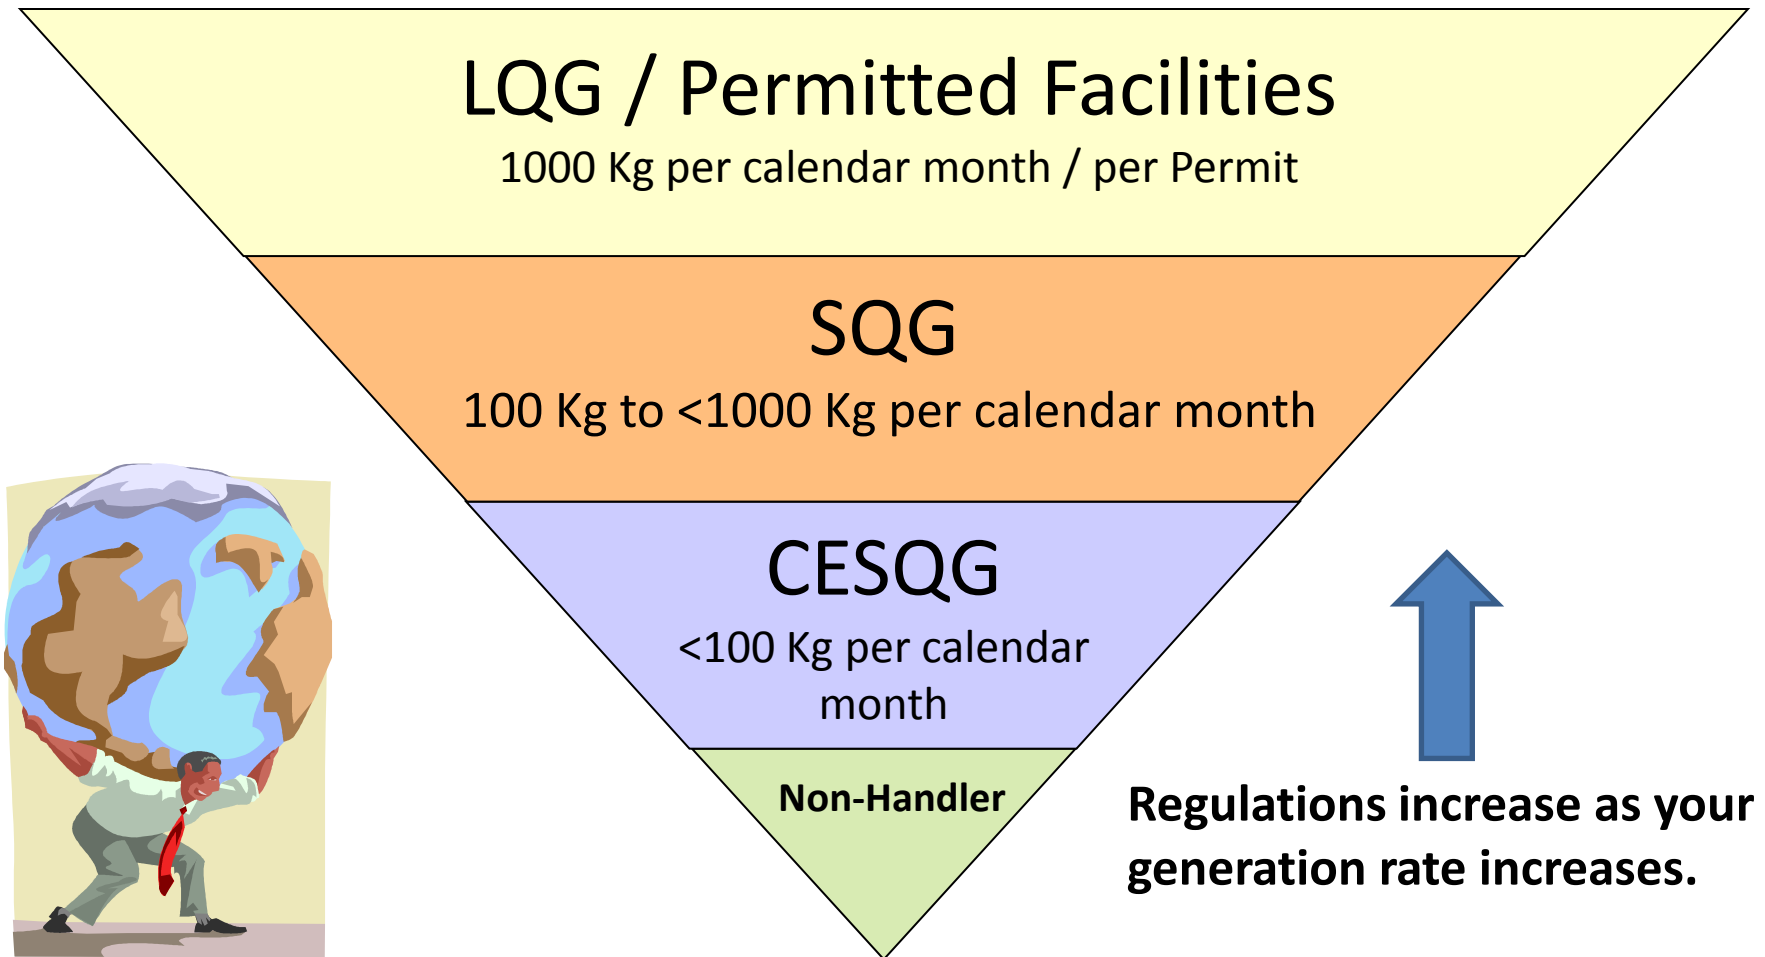 LQG / Permitted Facilities
1000 Kg per calendar month / per Permit
SQG
100 Kg to <1000 Kg per calendar month
CESQG
<100 Kg per calendar
month
Non-Handler
Regulations increase as your
generation rate increases.